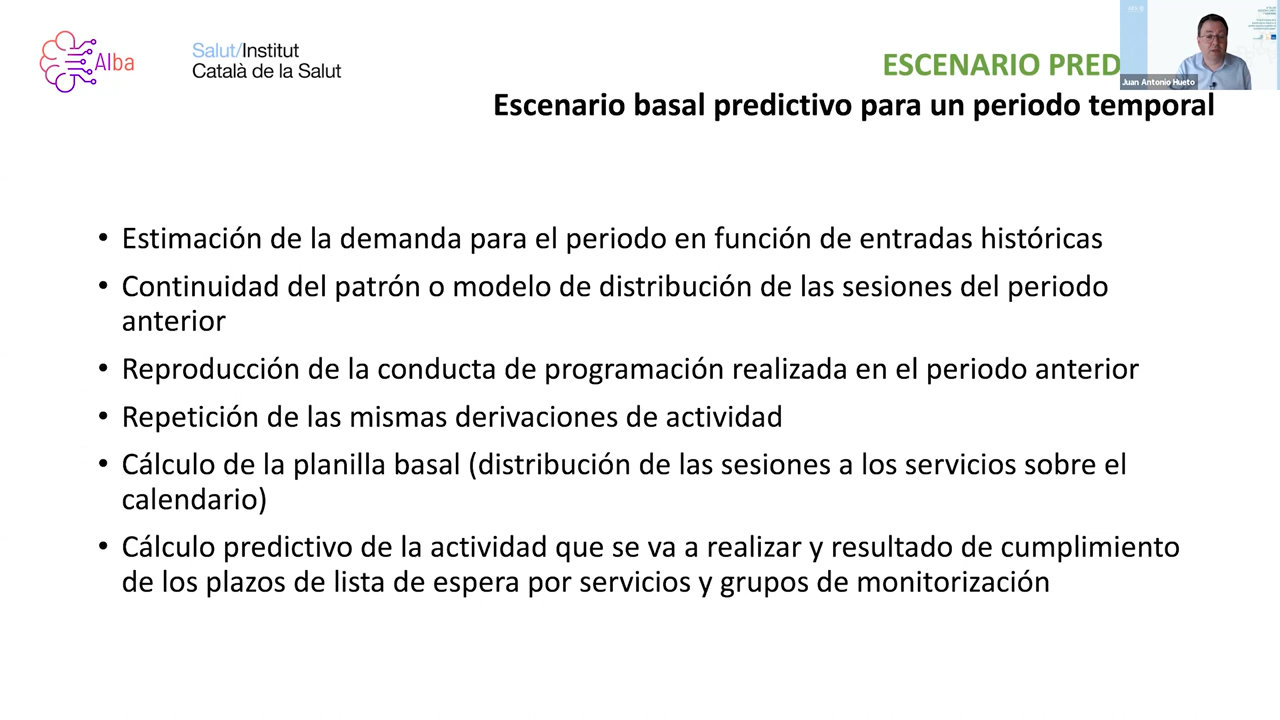 Alba
Salut/Institut
Català de la Salut
ESCENARIO PRED
Juan Antonio Hueto
Escenario basal predictivo para un periodo temporal
• Estimación de la demanda para el periodo en función de entradas históricas
• Continuidad del patrón o modelo de distribución de las sesiones del periodo
anterior
• Reproducción de la conducta de programación realizada en el periodo anterior
• Repetición de las mismas derivaciones de actividad
• Cálculo de la planilla basal (distribución de las sesiones a los servicios sobre el
calendario)
• Cálculo predictivo de la actividad que se va a realizar y resultado de cumplimiento
de los plazos de lista de espera por servicios y grupos de monitorización